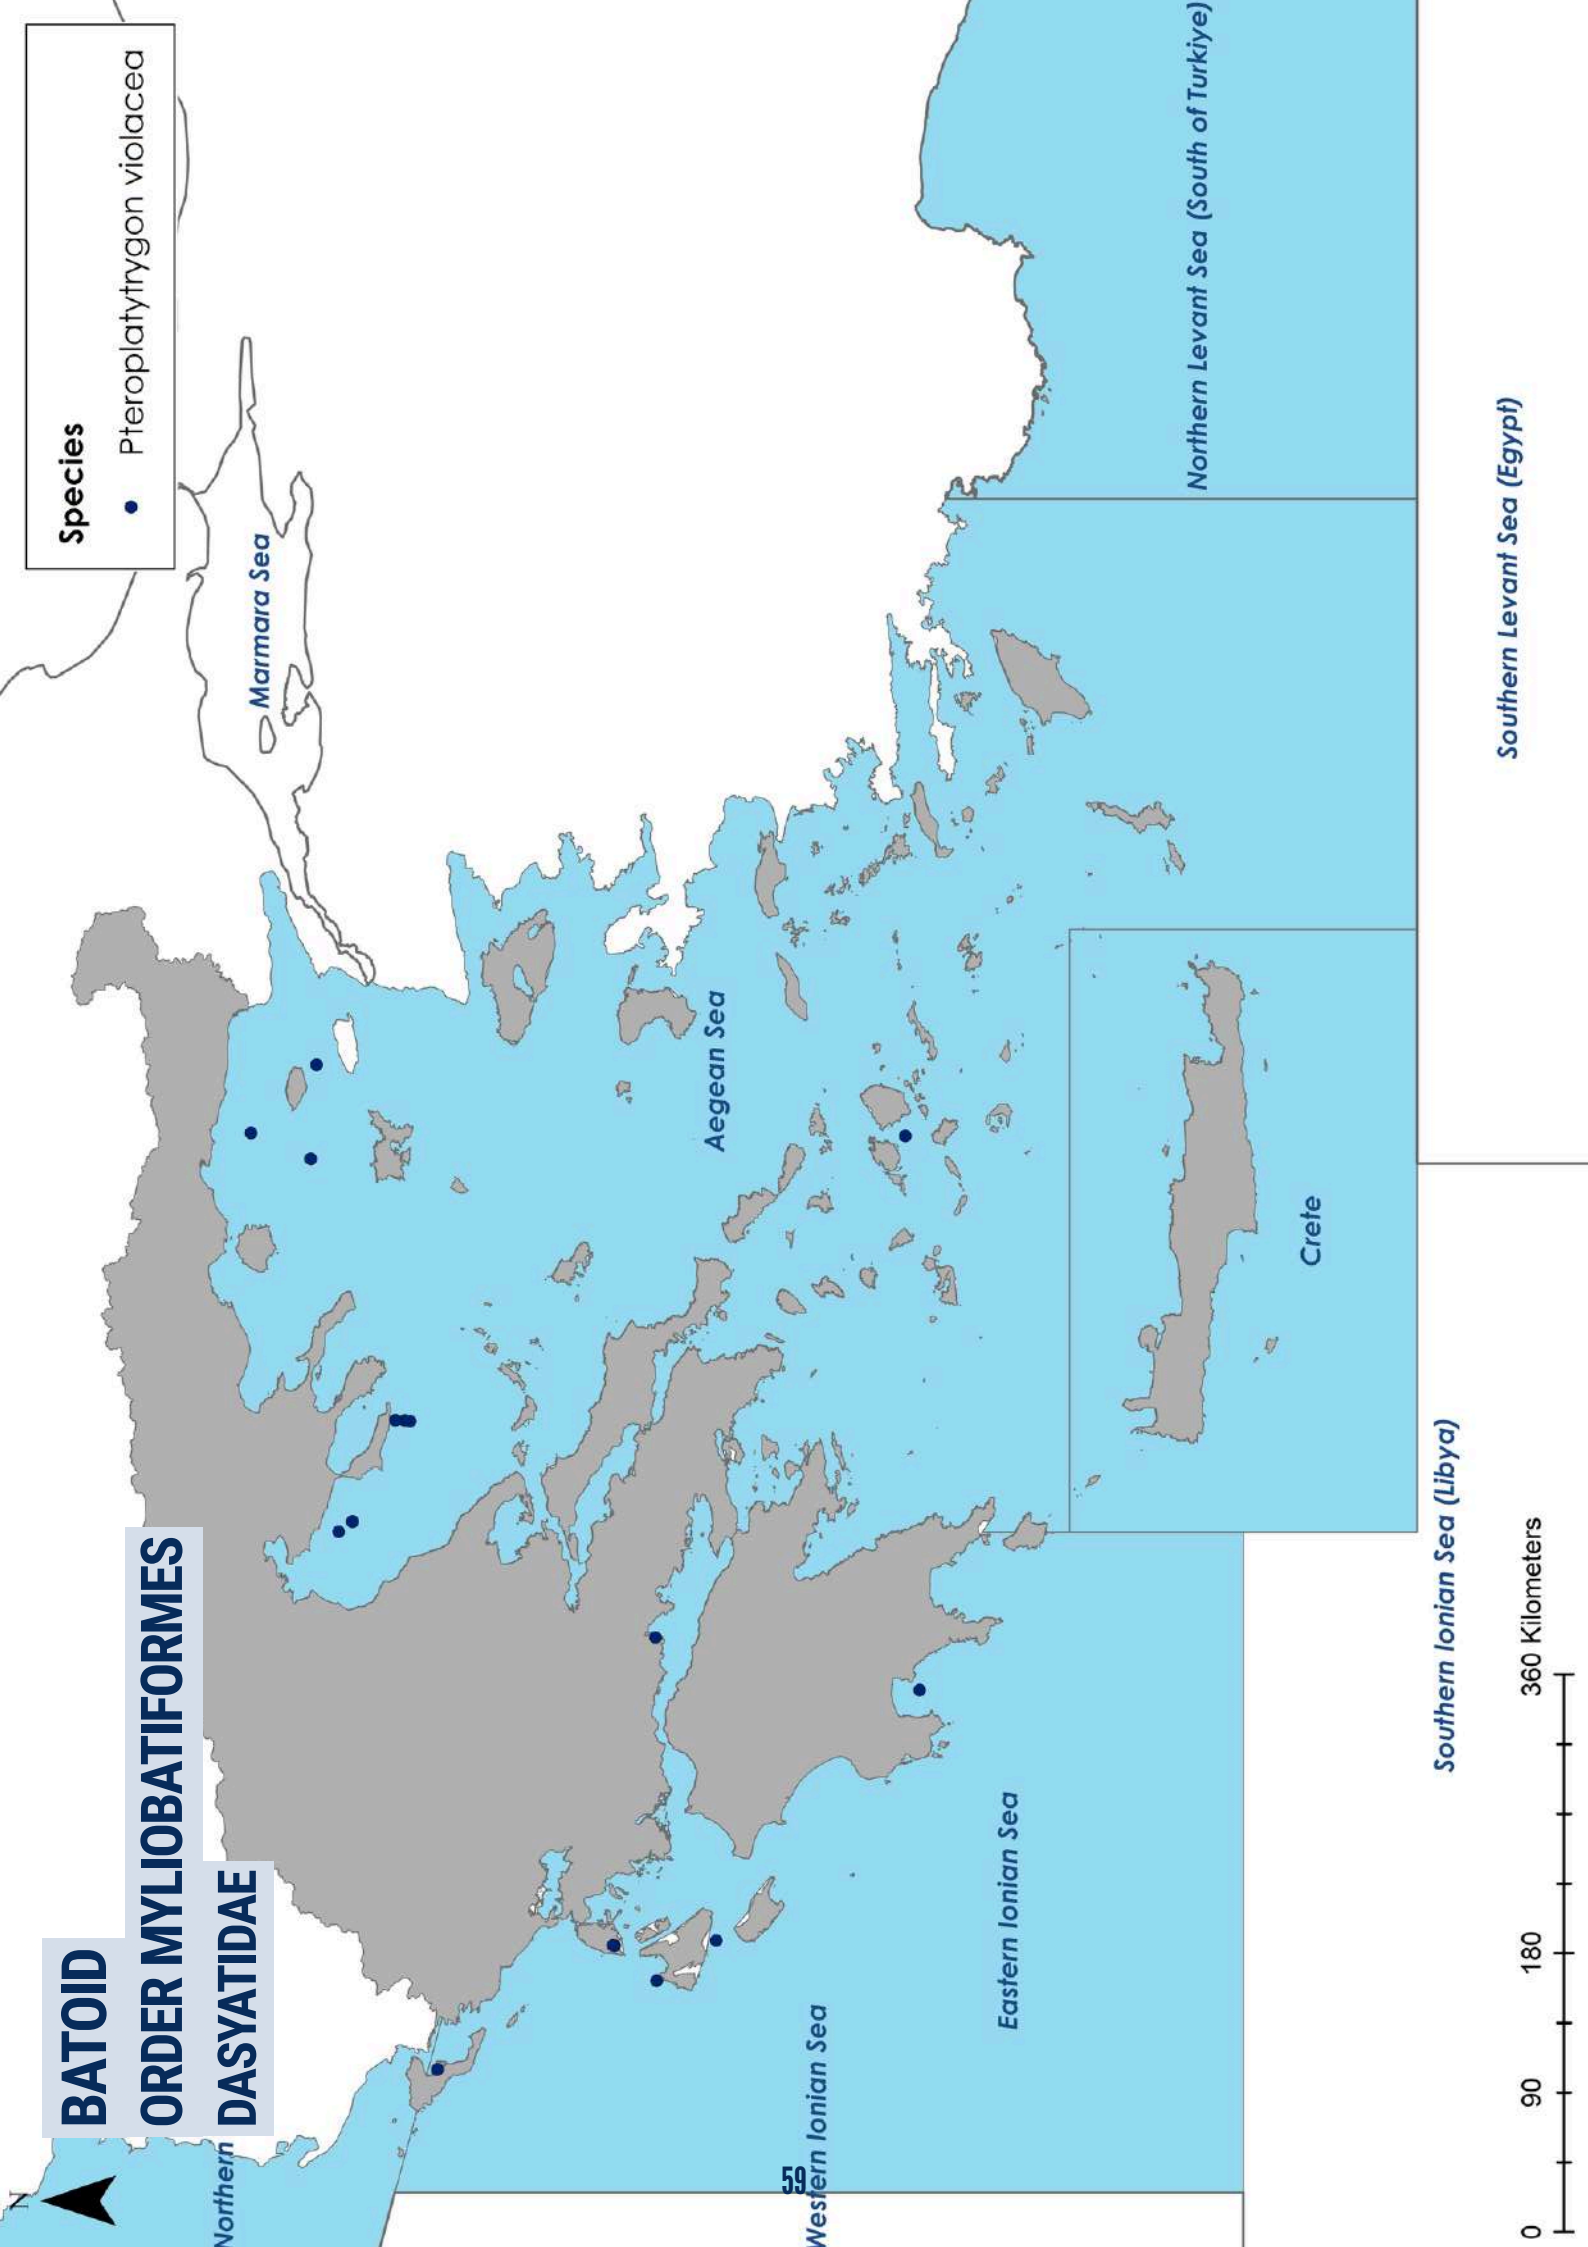 BATOID
ORDER MYLIOBATIFORMES
DASYATIDAE
N
Species
Pteroplatytrygon violacea
Marmara Sea
Northern
Aegean Sea
Western Ionian Sea
Eastern Ionian Sea
Crete
Northern Levant Sea (South of Turkiye)
Southern Ionian Sea (Libya)
Southern Levant Sea (Egypt)
0 90 180 360 Kilometers
59